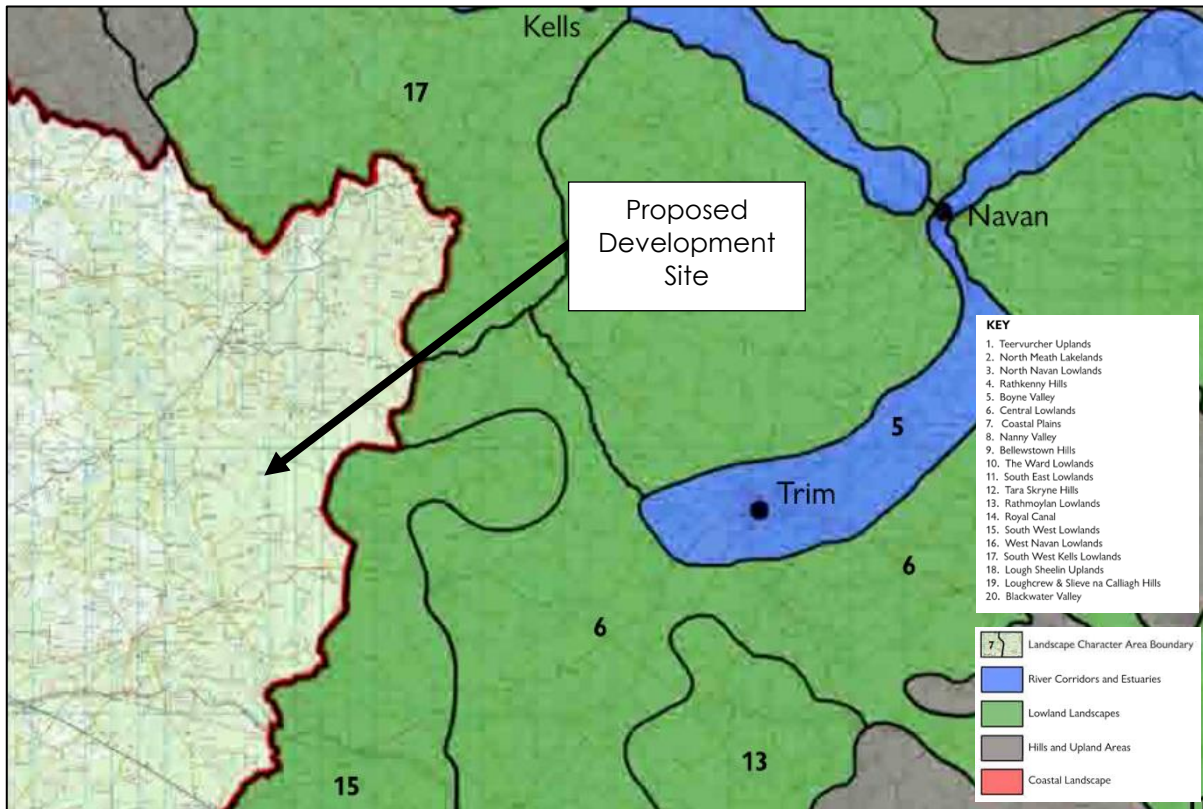 Kells
17
Proposed
Development
Site
Navan
5
Trim
6
6
13
15
KEY
1. Teervurcher Uplands
2. North Meath Lakelands
3. North Navan Lowlands
4. Rathkenny Hills
5. Boyne Valley
6. Central Lowlands
7. Coastal Plains
8. Nanny Valley
9. Bellewstown Hills
10. The Ward Lowlands
11. South East Lowlands
12. Tara Skryne Hills
13. Rathmoylan Lowlands
14. Royal Canal
15. South West Lowlands
16. West Navan Lowlands
17. South West Kells Lowlands
18. Lough Sheelin Uplands
19. Loughcrew & Slieve na Calliagh Hills
20. Blackwater Valley
7 Landscape Character Area Boundary
River Corridors and Estuaries
Lowland Landscapes
Hills and Upland Areas
Coastal Landscape